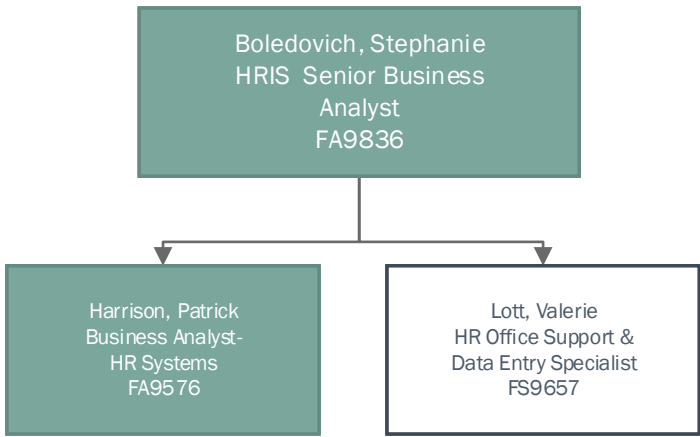 Boledovich, Stephanie
HRIS Senior Business
Analyst
FA9836
Harrison, Patrick
Business Analyst-
HR Systems
FA9576
Lott, Valerie
HR Office Support &
Data Entry Specialist
FS9657